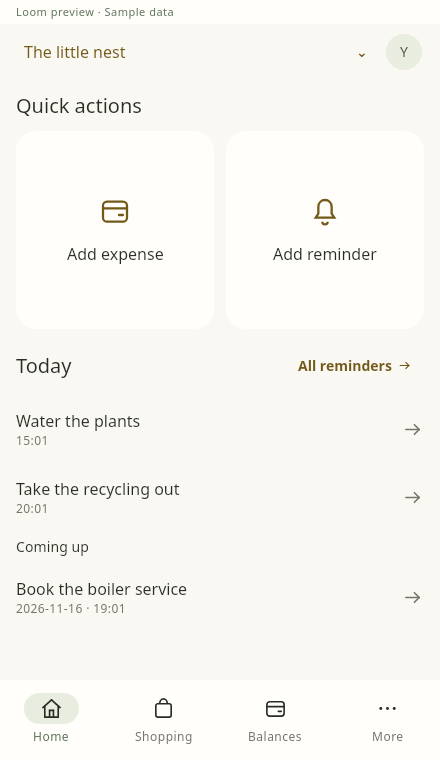 Loom preview · Sample data
The little nest
Y
Quick actions
Add expense
Add reminder
Today
All reminders →
Water the plants
15:01
Take the recycling out
20:01
Coming up
Book the boiler service
2026-11-16 · 19:01
Home
Shopping
Balances
More